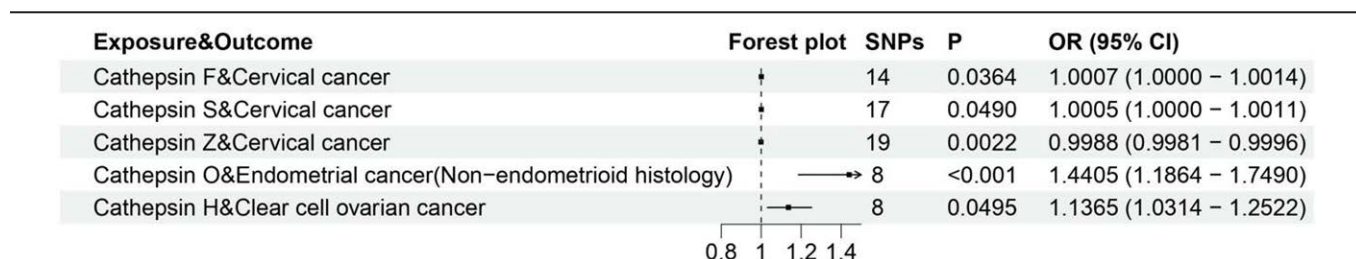 Exposure&Outcome Forest plot SNPs P OR (95% CI)
Cathepsin F&Cervical cancer 14 0.0364 1.0007 (1.0000 − 1.0014)
Cathepsin S&Cervical cancer 17 0.0490 1.0005 (1.0000 − 1.0011)
Cathepsin Z&Cervical cancer 19 0.0022 0.9988 (0.9981 − 0.9996)
Cathepsin O&Endometrial cancer(Non−endometrioid histology) 8 <0.001 1.4405 (1.1864 − 1.7490)
Cathepsin H&Clear cell ovarian cancer 8 0.0495 1.1365 (1.0314 − 1.2522)
0.8 1 1.2 1.4